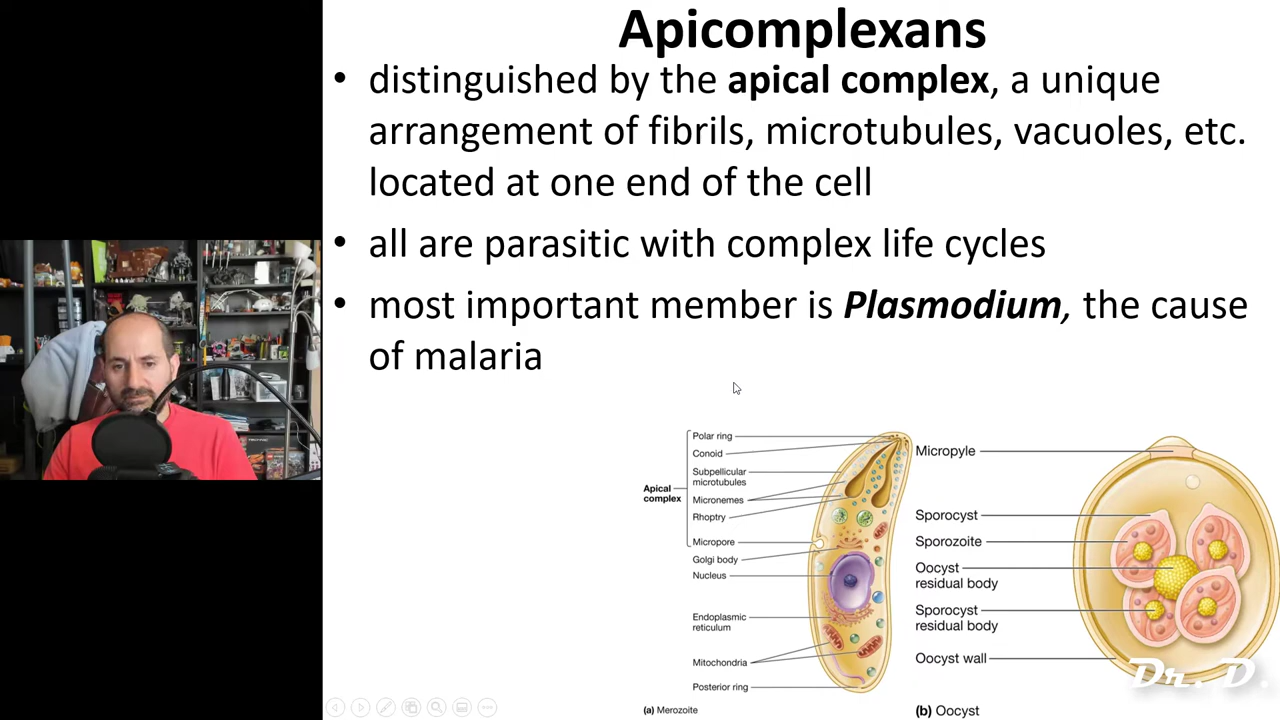 Apicomplexans
• distinguished by the apical complex, a unique
arrangement of fibrils, microtubules, vacuoles, etc.
located at one end of the cell
• all are parasitic with complex life cycles
• most important member is Plasmodium, the cause
of malaria
Apical
complex
Polar ring
Conoid
Subpellicular
microtubules
Micronemes
Rhoptry
Micropore
Golgi body
Nucleus
Endoplasmic
reticulum
Mitochondria
Posterior ring
(a) Merozoite
Micropyle
Sporocyst
Sporozoite
Oocyst
residual body
Sporocyst
residual body
Oocyst wall
(b) Oocyst
Dr. D.